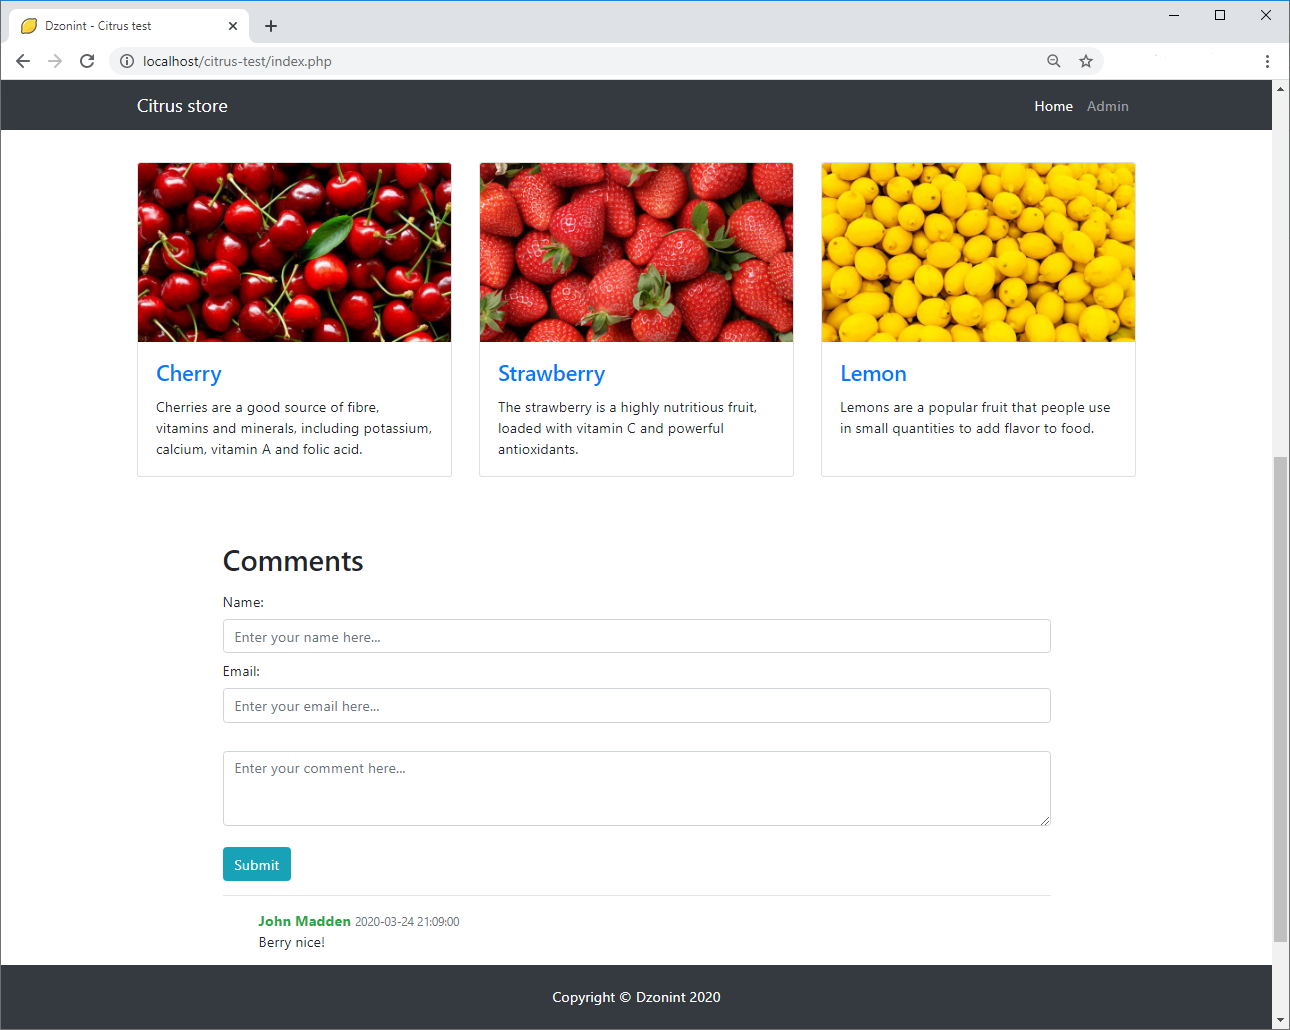 Dzonint - Citrus test
localhost/citrus-test/index.php
Citrus store
Home Admin
Cherry
Cherries are a good source of fibre,
vitamins and minerals, including potassium,
calcium, vitamin A and folic acid.
Strawberry
The strawberry is a highly nutritious fruit,
loaded with vitamin C and powerful
antioxidants.
Lemon
Lemons are a popular fruit that people use
in small quantities to add flavor to food.
Comments
Name:
Enter your name here...
Email:
Enter your email here...
Enter your comment here...
Submit
John Madden 2020-03-24 21:09:00
Berry nice!
Copyright © Dzonint 2020